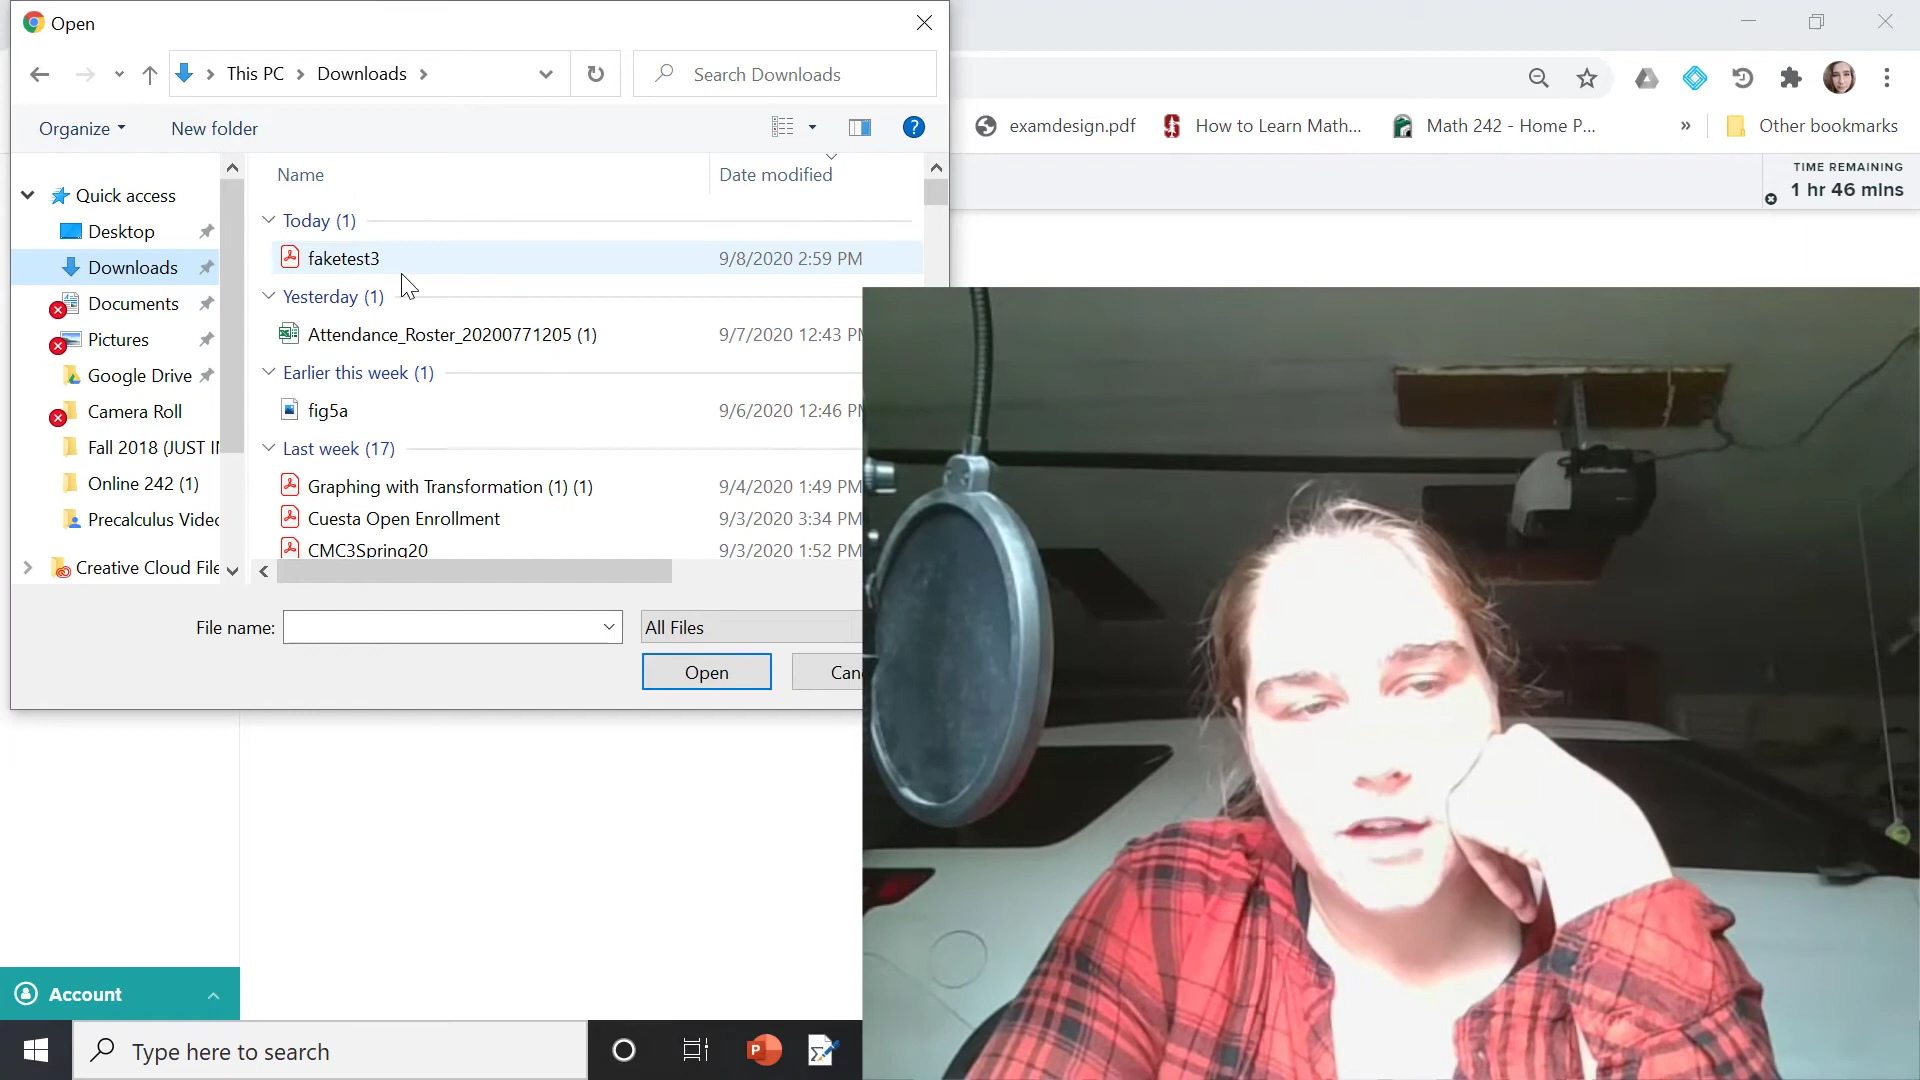 Open
This PC
Downloads
Search Downloads
Organize
New folder
?
examdesign.pdf
How to Learn Math...
Math 242 - Home P...
»
Other bookmarks
TIME REMAINING
1 hr 46 mins
Name
Date modified
Quick access
Desktop
Downloads
Documents
Pictures
Google Drive
Camera Roll
Fall 2018 (JUST IN
Online 242 (1)
Precalculus Video
Creative Cloud File
Today (1)
faketest3
9/8/2020 2:59 PM
Yesterday (1)
Attendance_Roster_20200771205 (1)
9/7/2020 12:43 PM
Earlier this week (1)
fig5a
9/6/2020 12:46 PM
Last week (17)
Graphing with Transformation (1) (1)
9/4/2020 1:49 PM
Cuesta Open Enrollment
9/3/2020 3:34 PM
CMC3Spring20
9/3/2020 1:52 PM
File name:
All Files
Open
Canc
Account
Type here to search
P